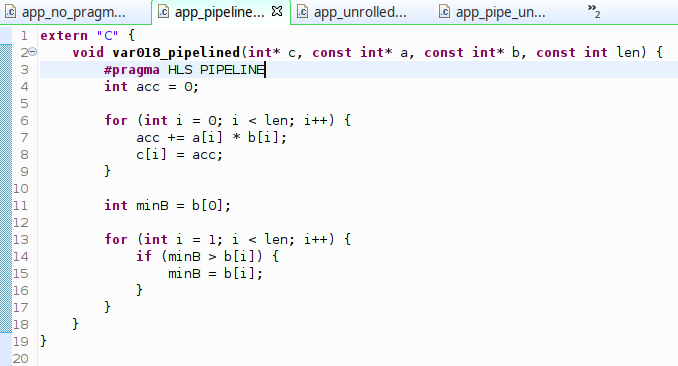 app_no_pragm... app_pipeline... app_unrolled... app_pipe_un... »2
1 extern "C" {
2 void var018_pipelined(int* c, const int* a, const int* b, const int len) {
3 #pragma HLS PIPELINE
4 int acc = 0;
5
6 for (int i = 0; i < len; i++) {
7 acc += a[i] * b[i];
8 c[i] = acc;
9 }
10
11 int minB = b[0];
12
13 for (int i = 1; i < len; i++) {
14 if (minB > b[i]) {
15 minB = b[i];
16 }
17 }
18 }
19 }
20